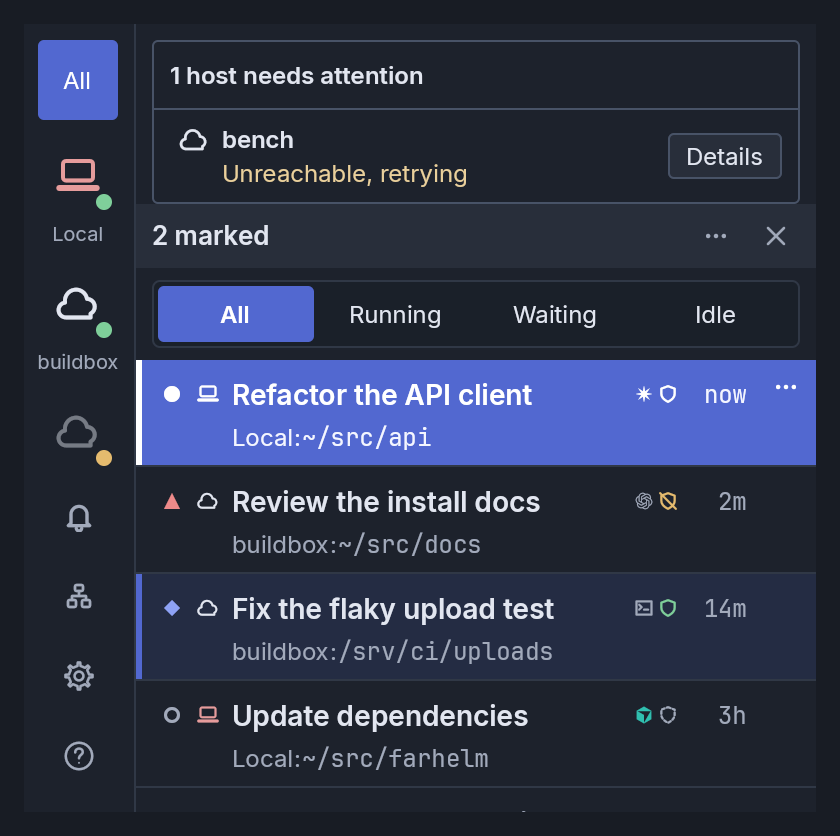 All
Local
buildbox
1 host needs attention
bench
Unreachable, retrying
Details
2 marked
All
Running
Waiting
Idle
Refactor the API client
now
Local:~/src/api
Review the install docs
2m
buildbox:~/src/docs
Fix the flaky upload test
14m
buildbox:/srv/ci/uploads
Update dependencies
3h
Local:~/src/farhelm